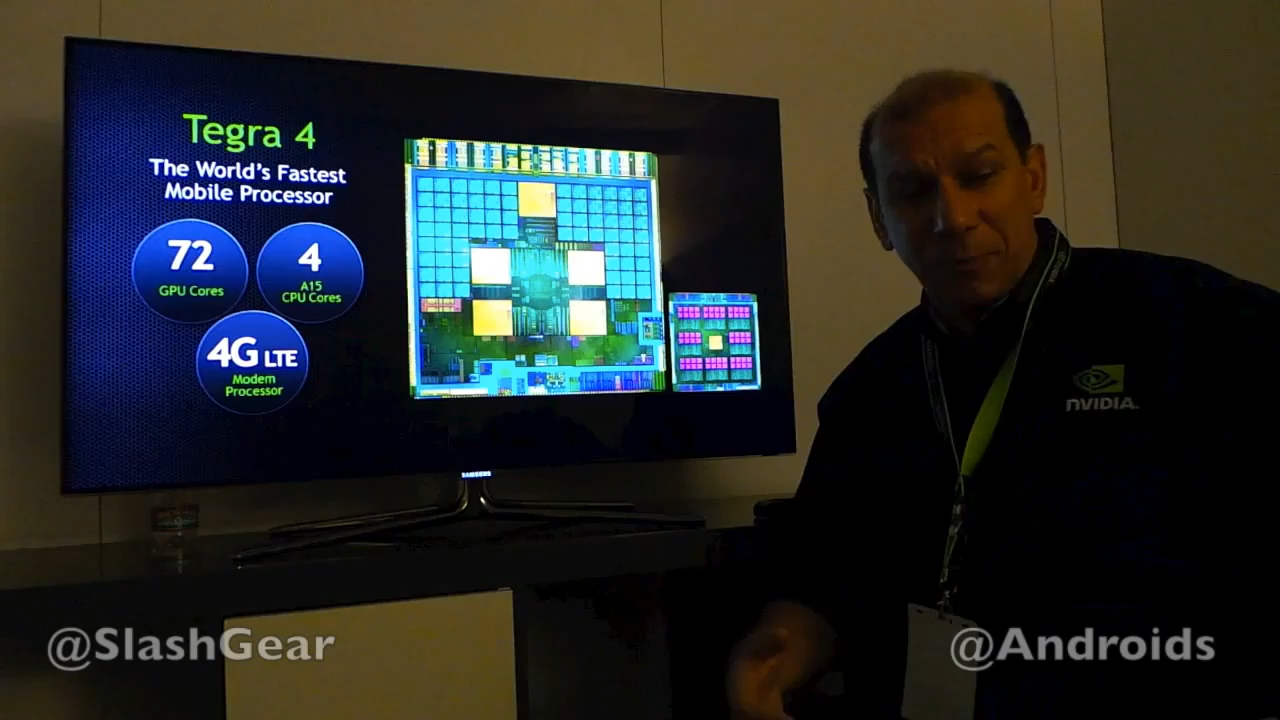 Tegra 4
The World's Fastest
Mobile Processor
72
GPU Cores
4
A15
CPU Cores
4G LTE
Modem
Processor
SAMSUNG
NVIDIA.
@SlashGear
@Androids